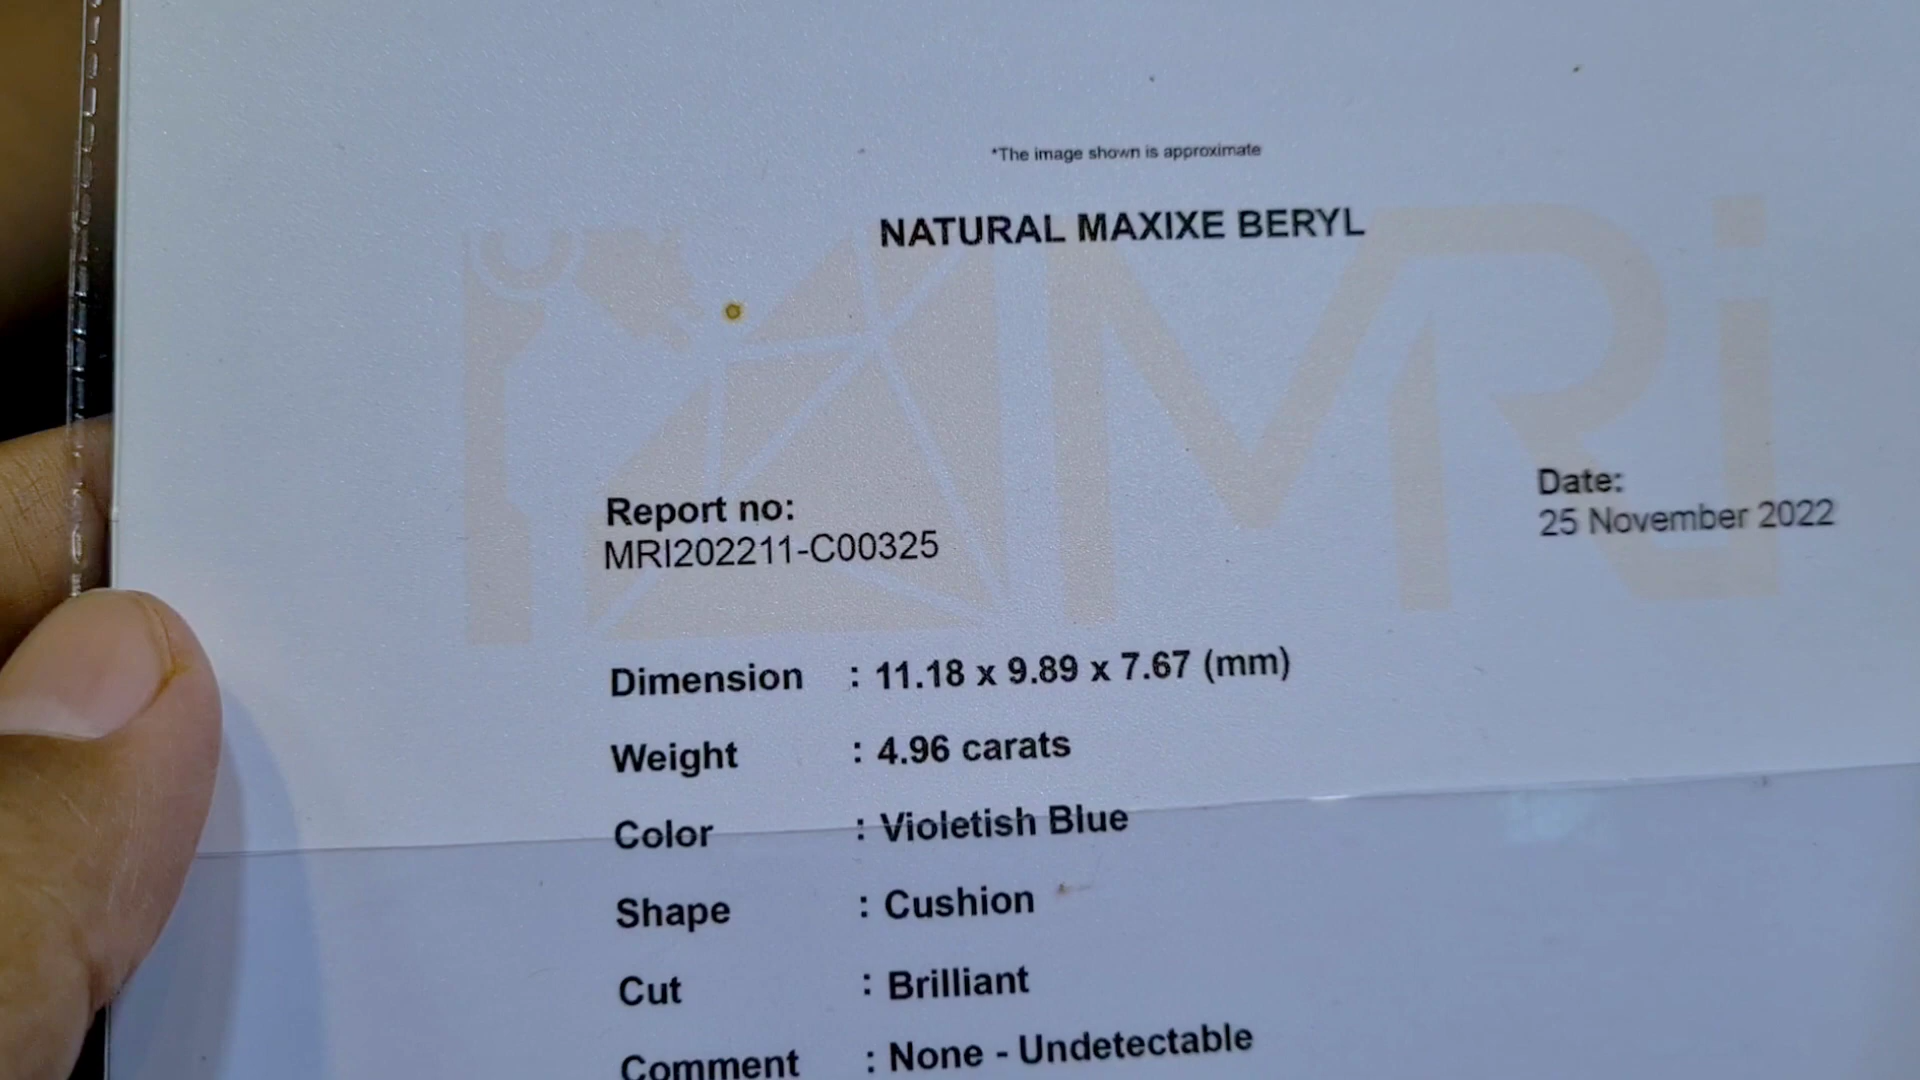 *The image shown is approximate
NATURAL MAXIXE BERYL
MRi
Report no:
MRI202211-C00325
Date:
25 November 2022
Dimension : 11.18 x 9.89 x 7.67 (mm)
Weight : 4.96 carats
Color : Violetish Blue
Shape : Cushion
Cut : Brilliant
Comment : None - Undetectable